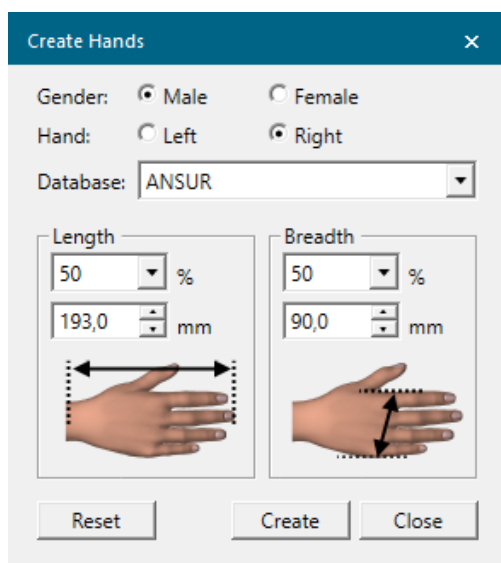 Create Hands
Gender: Male Female
Hand: Left Right
Database: ANSUR
Length Breadth
50 % 50 %
193,0 mm 90,0 mm
Reset Create Close